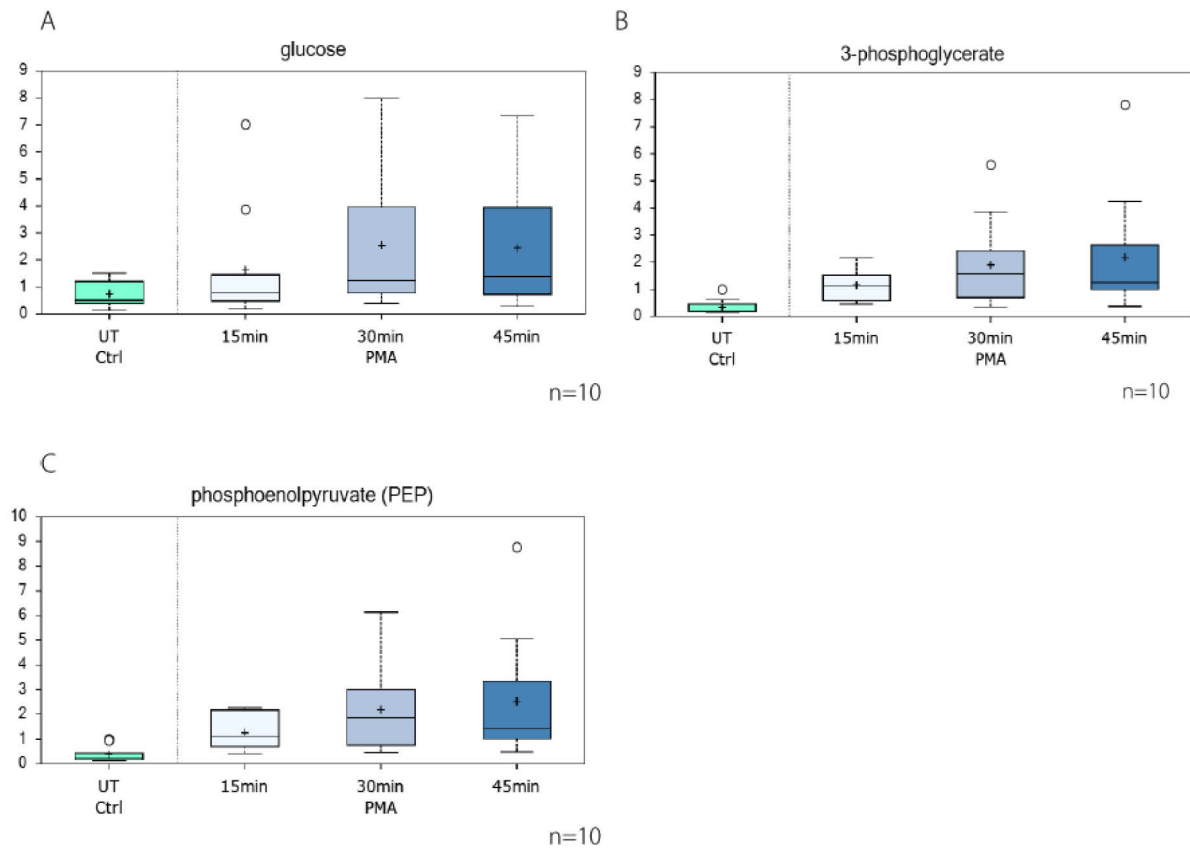 A
glucose
9
8
7
6
5
4
3
2
1
0
UT
Ctrl
15min
30min
PMA
45min
n=10
B
3-phosphoglycerate
9
8
7
6
5
4
3
2
1
0
UT
Ctrl
15min
30min
PMA
45min
n=10
C
phosphoenolpyruvate (PEP)
10
9
8
7
6
5
4
3
2
1
0
UT
Ctrl
15min
30min
PMA
45min
n=10